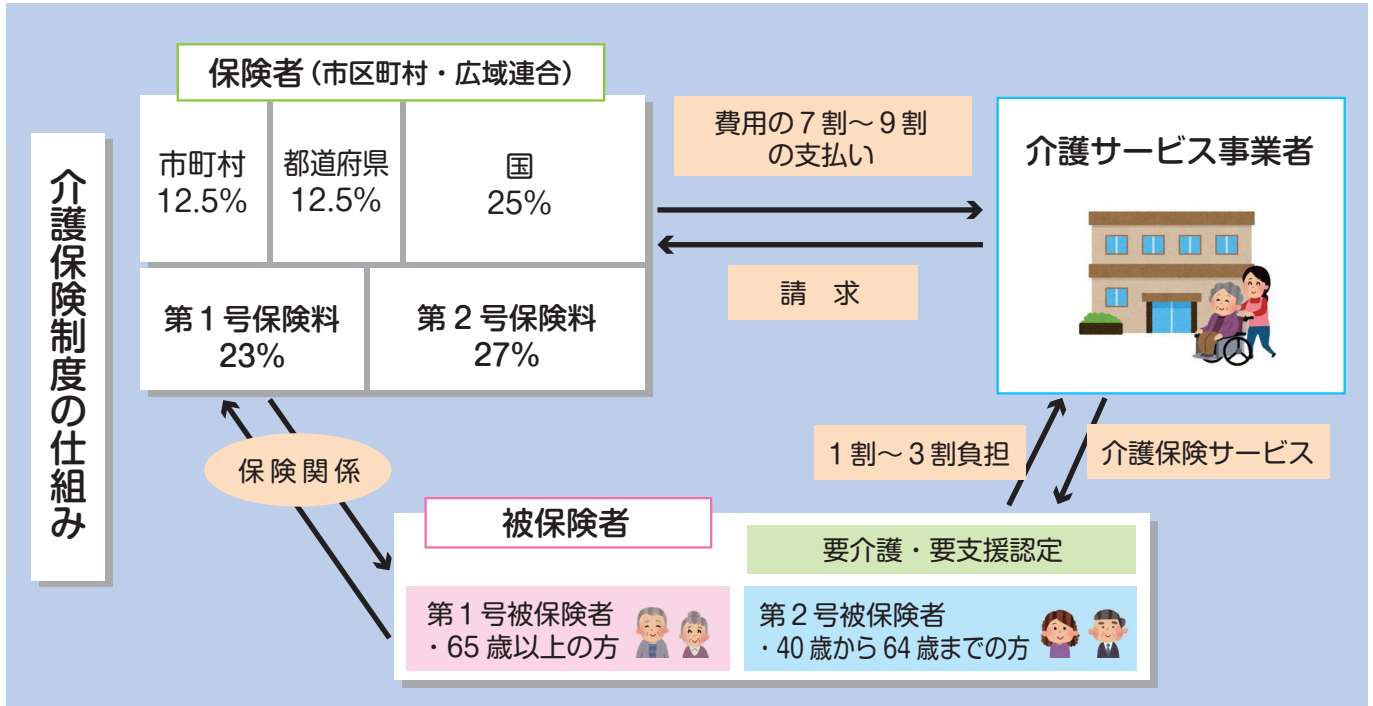 介護保険制度の仕組み
保険者（市区町村・広域連合）
市町村
12.5%
都道府県
12.5%
国
25%
第１号保険料
23%
第２号保険料
27%
費用の７割～９割
の支払い
請　求
介護サービス事業者
保険関係
１割～３割負担
介護保険サービス
被保険者
要介護・要支援認定
第１号被保険者
・65歳以上の方
第２号被保険者
・40歳から64歳までの方